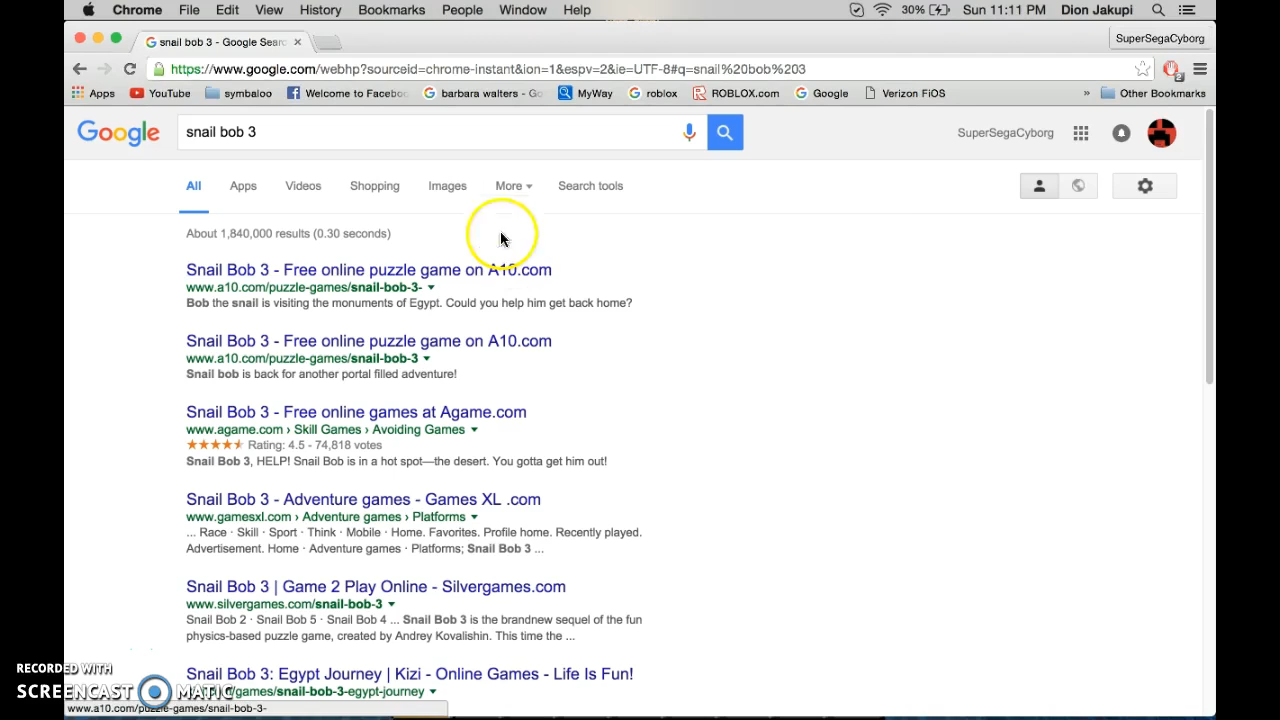 Chrome File Edit View History Bookmarks People Window Help 30% Sun 11:11 PM Dion Jakupi
snail bob 3 - Google Searc SuperSegaCyborg
https://www.google.com/webhp?sourceid=chrome-instant&ion=1&espv=2&ie=UTF-8#q=snail%20bob%203 2
Apps YouTube symbaloo Welcome to Faceboo barbara walters - Go MyWay roblox ROBLOX.com Google Verizon FiOS » Other Bookmarks
Google snail bob 3 SuperSegaCyborg
All Apps Videos Shopping Images More Search tools
About 1,840,000 results (0.30 seconds)
Snail Bob 3 - Free online puzzle game on A10.com
www.a10.com/puzzle-games/snail-bob-3-
Bob the snail is visiting the monuments of Egypt. Could you help him get back home?
Snail Bob 3 - Free online puzzle game on A10.com
www.a10.com/puzzle-games/snail-bob-3
Snail bob is back for another portal filled adventure!
Snail Bob 3 - Free online games at Agame.com
www.agame.com › Skill Games › Avoiding Games
Rating: 4.5 - 74,818 votes
Snail Bob 3, HELP! Snail Bob is in a hot spot—the desert. You gotta get him out!
Snail Bob 3 - Adventure games - Games XL .com
www.gamesxl.com › Adventure games › Platforms
... Race · Skill · Sport · Think · Mobile · Home. Favorites. Profile home. Recently played.
Advertisement. Home · Adventure games · Platforms; Snail Bob 3 ...
Snail Bob 3 | Game 2 Play Online - Silvergames.com
www.silvergames.com/snail-bob-3
Snail Bob 2 · Snail Bob 5 · Snail Bob 4 ... Snail Bob 3 is the brandnew sequel of the fun
physics-based puzzle game, created by Andrey Kovalishin. This time the ...
Snail Bob 3: Egypt Journey | Kizi - Online Games - Life Is Fun!
/games/snail-bob-3-egypt-journey
RECORDED WITH
SCREENCAST MATIC
www.a10.com/puzzle-games/snail-bob-3-